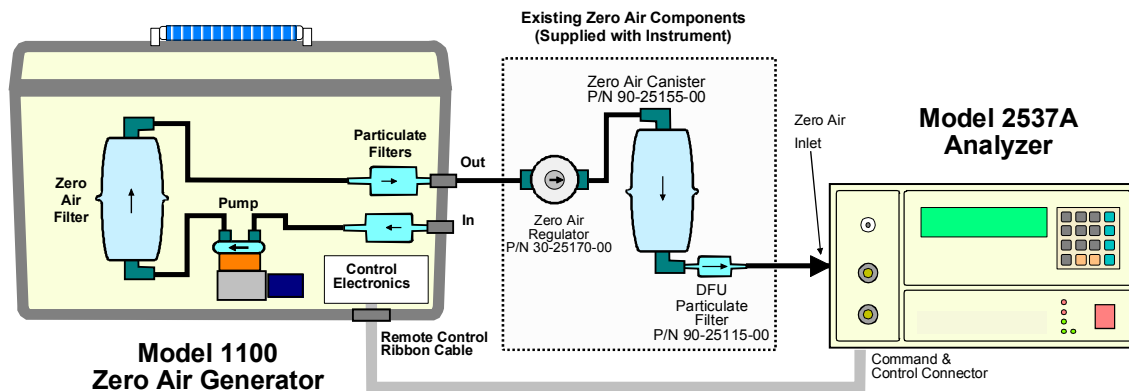 Existing Zero Air Components
(Supplied with Instrument)
Zero Air Canister
P/N 90-25155-00
Zero Air
Inlet
Model 2537A
Analyzer
Particulate
Filters
Out
Zero
Air
Filter
Pump
In
Zero Air
Regulator
P/N 30-25170-00
Control
Electronics
DFU
Particulate
Filter
P/N 90-25115-00
Remote Control
Ribbon Cable
Model 1100
Zero Air Generator
Command &
Control Connector